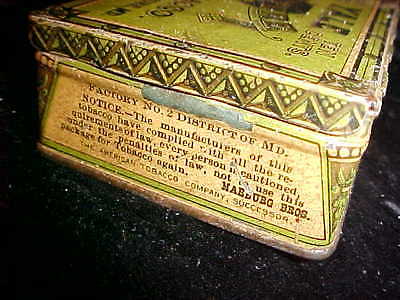 FACTORY NO. 2 DISTRICT OF MD.
NOTICE.—The manufacturers of this
tobacco have complied with all the re-
quirements of law, every person is cautioned,
under the penalties of law, not to use this
package for Tobacco again. MARBURG BROS.
THE AMERICAN TOBACCO COMPANY, SUCCESSOR.